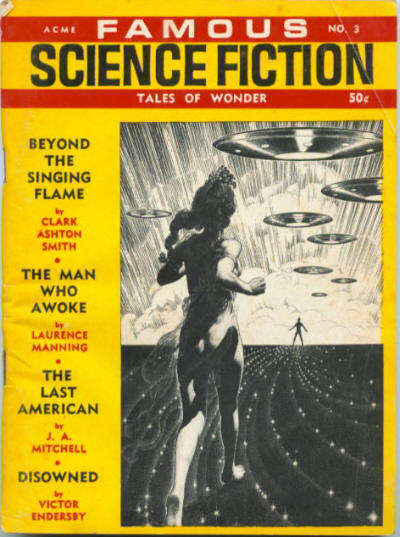 ACME FAMOUS NO. 3
SCIENCE FICTION
TALES OF WONDER 50¢
BEYOND
THE
SINGING
FLAME
by
CLARK
ASHTON
SMITH
•
THE MAN
WHO
AWOKE
by
LAURENCE
MANNING
•
THE
LAST
AMERICAN
by
J. A.
MITCHELL
•
DISOWNED
by
VICTOR
ENDERSBY